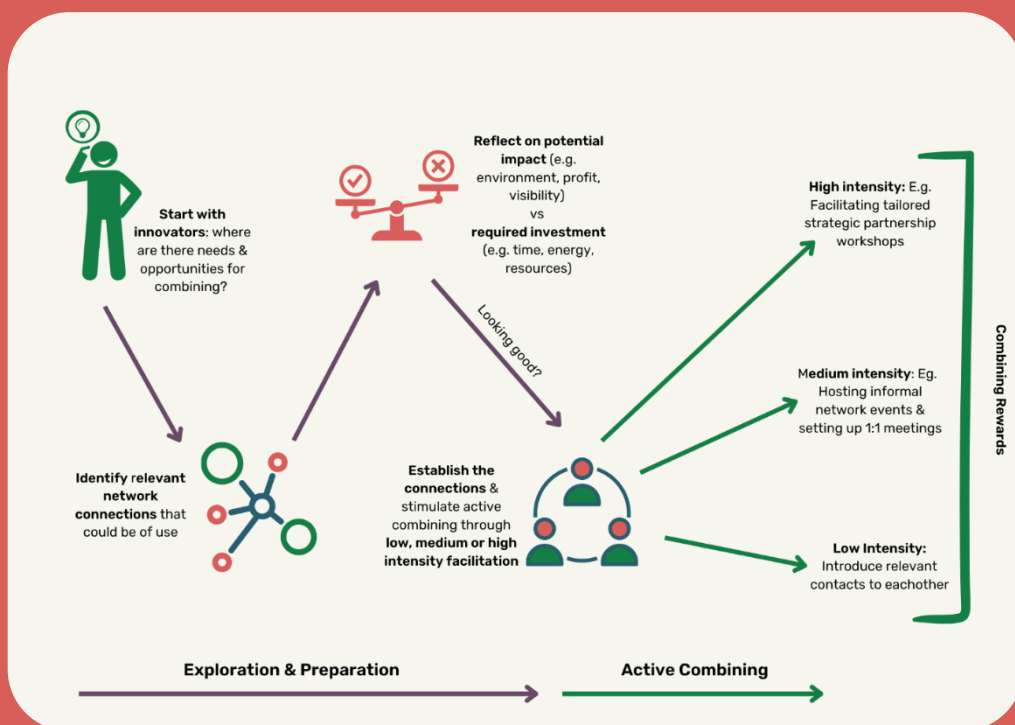 Start with
innovators: where
are there needs &
opportunities for
combining?
Identify relevant
network
connections that
could be of use
Reflect on potential
impact (e.g.
environment, profit,
visibility)
vs
required investment
(e.g. time, energy,
resources)
Looking good?
Establish the
connections &
stimulate active
combining through
low, medium or high
intensity facilitation
High intensity: E.g.
Facilitating tailored
strategic partnership
workshops
Medium intensity: Eg.
Hosting informal
network events &
setting up 1:1 meetings
Low Intensity:
Introduce relevant
contacts to eachother
Combining Rewards
Exploration & Preparation
Active Combining